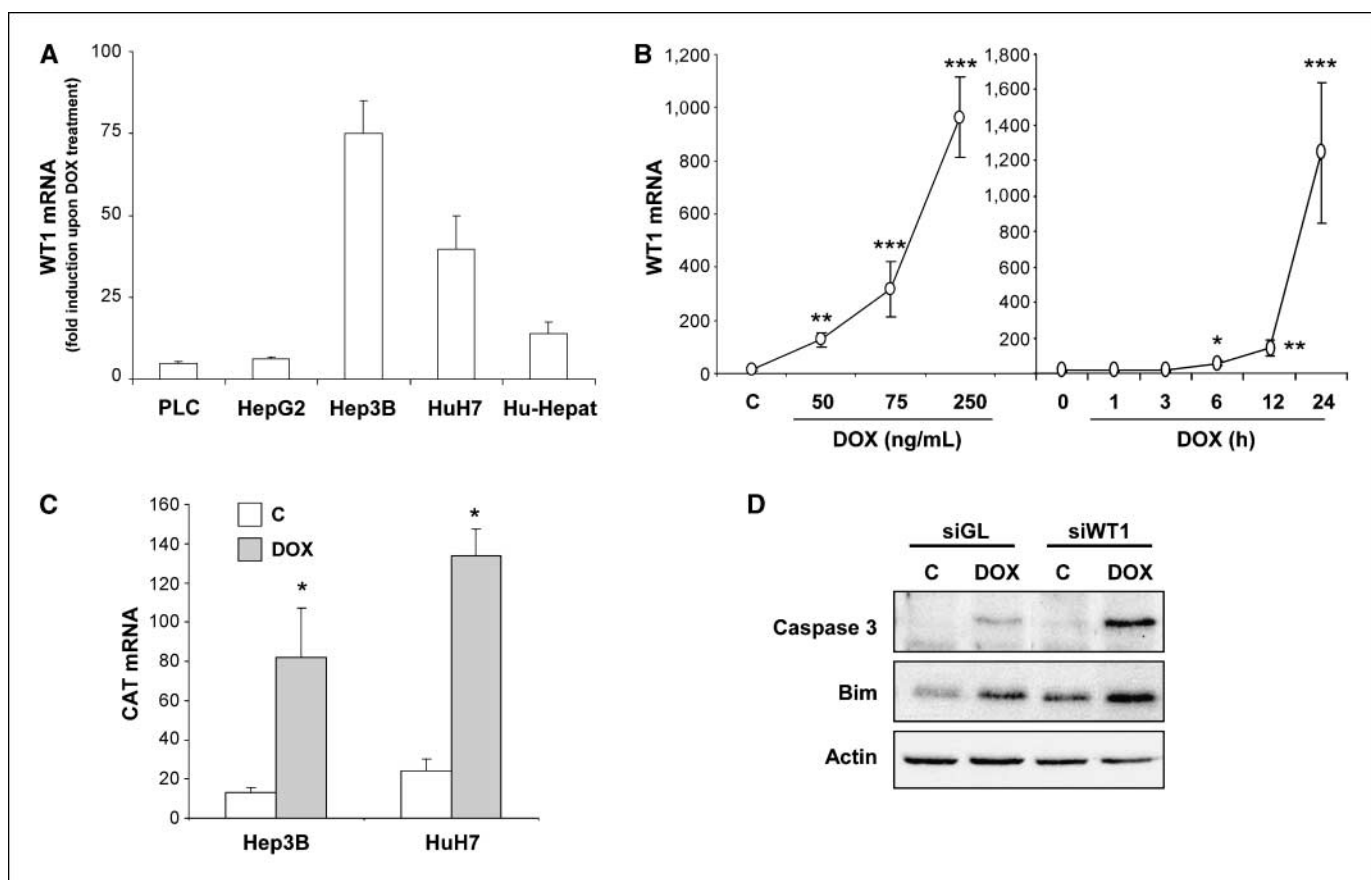 A
WT1 mRNA
(fold induction upon DOX treatment)
100
75
50
25
0
PLC HepG2 Hep3B HuH7 Hu-Hepat
B
WT1 mRNA
1,200
1,000
800
600
400
200
0
***
***
**
C 50 75 250
DOX (ng/mL)
1,800
1,600
1,400
1,200
1,000
800
600
400
200
0
***
*
**
0 1 3 6 12 24
DOX (h)
C
CAT mRNA
160
140
120
100
80
60
40
20
0
C
DOX
*
*
Hep3B HuH7
D
siGL siWT1
C DOX C DOX
Caspase 3
Bim
Actin